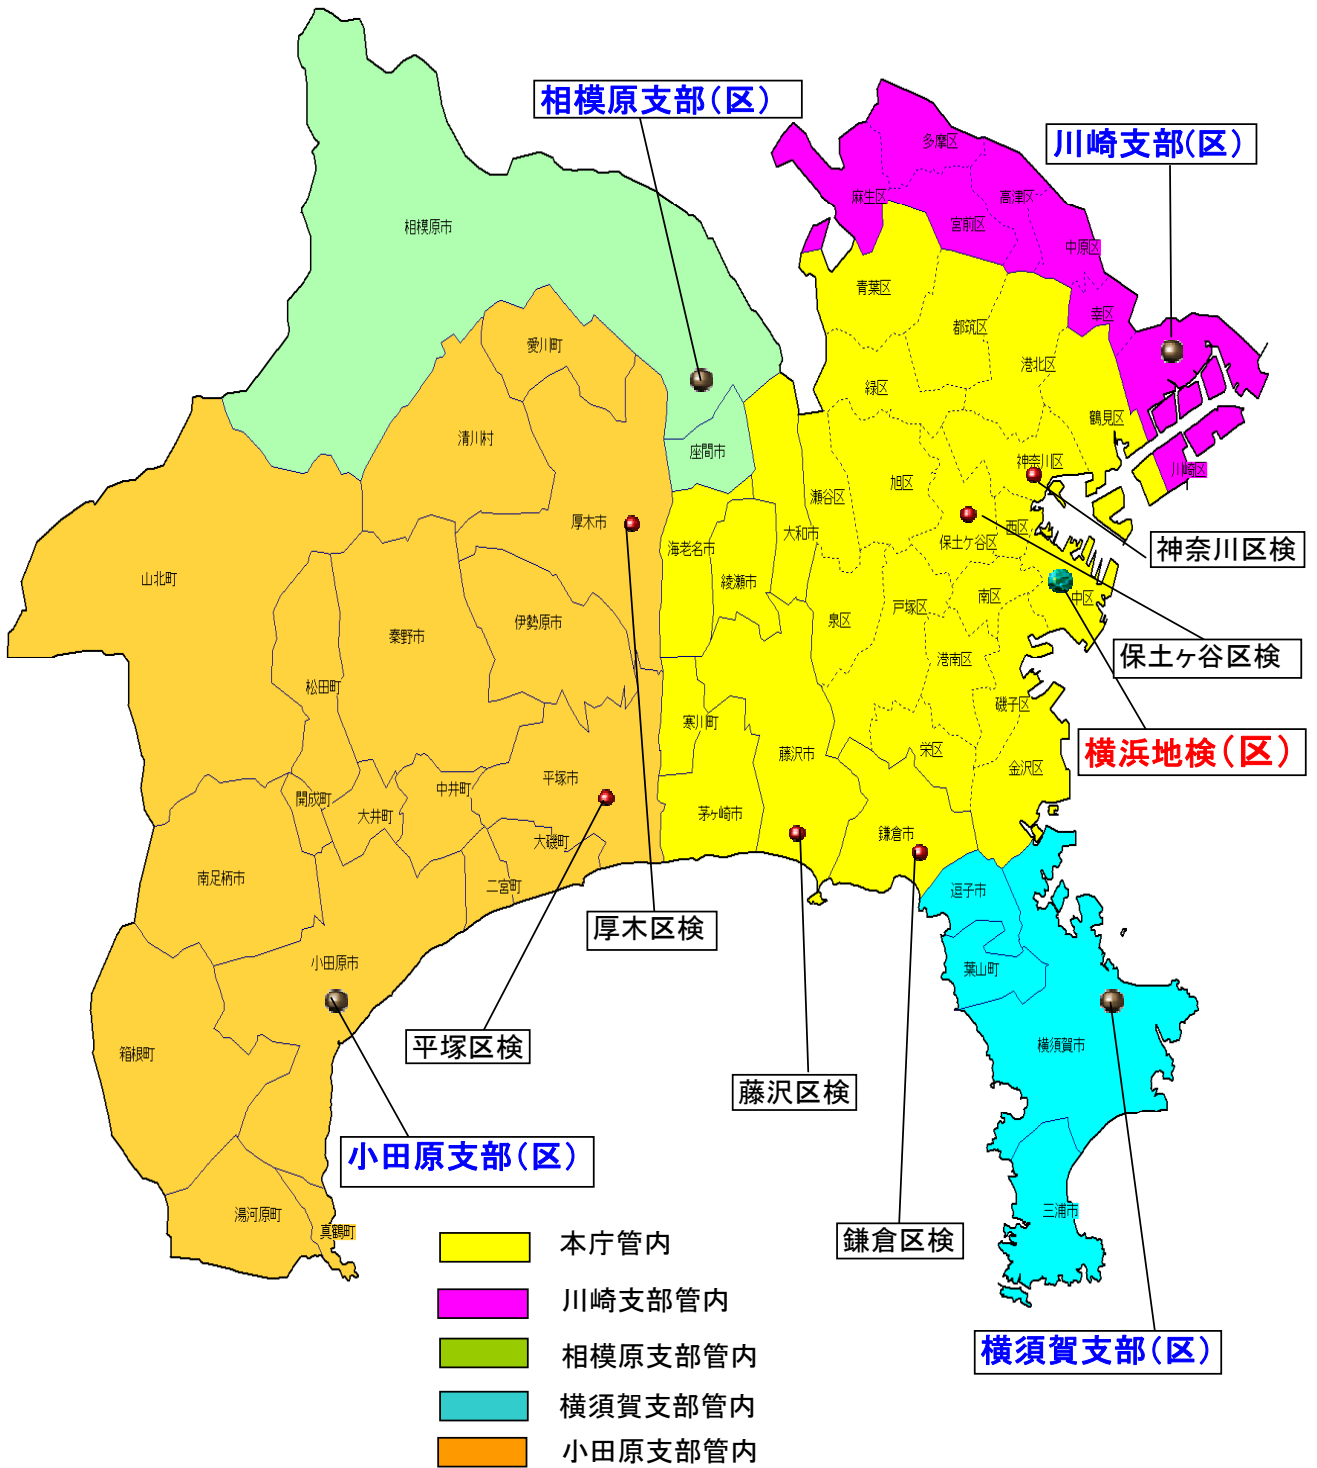 相模原支部（区）
川崎支部（区）
多摩区
麻生区
高津区
宮前区
中原区
相模原市
青葉区
幸区
都筑区
愛川町
港北区
緑区
鶴見区
清川村
座間市
神奈川区
川崎区
旭区
瀬谷区
厚木市
西区
大和市
保土ケ谷区
海老名市
神奈川区検
山北町
綾瀬市
南区
中区
戸塚区
泉区
伊勢原市
秦野市
保土ヶ谷区検
港南区
松田町
磯子区
寒川町
栄区
藤沢市
横浜地検（区）
金沢区
平塚市
中井町
開成町
大井町
茅ヶ崎市
鎌倉市
大磯町
南足柄市
二宮町
逗子市
厚木区検
小田原市
葉山町
平塚区検
横須賀市
箱根町
藤沢区検
小田原支部（区）
湯河原町
三浦市
真鶴町
鎌倉区検
本庁管内
川崎支部管内
横須賀支部（区）
相模原支部管内
横須賀支部管内
小田原支部管内